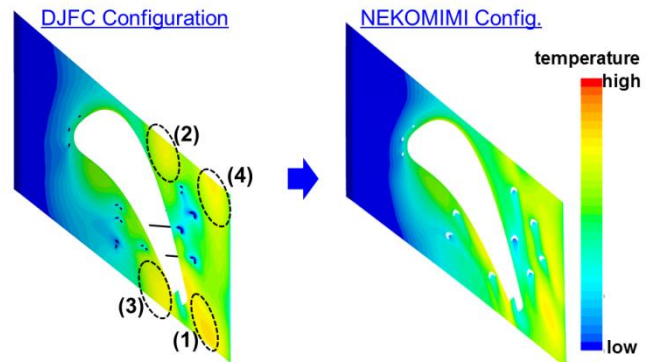 DJFC Configuration
NEKOMIMI Config.
temperature
high
(2)
(4)
(3)
(1)
low